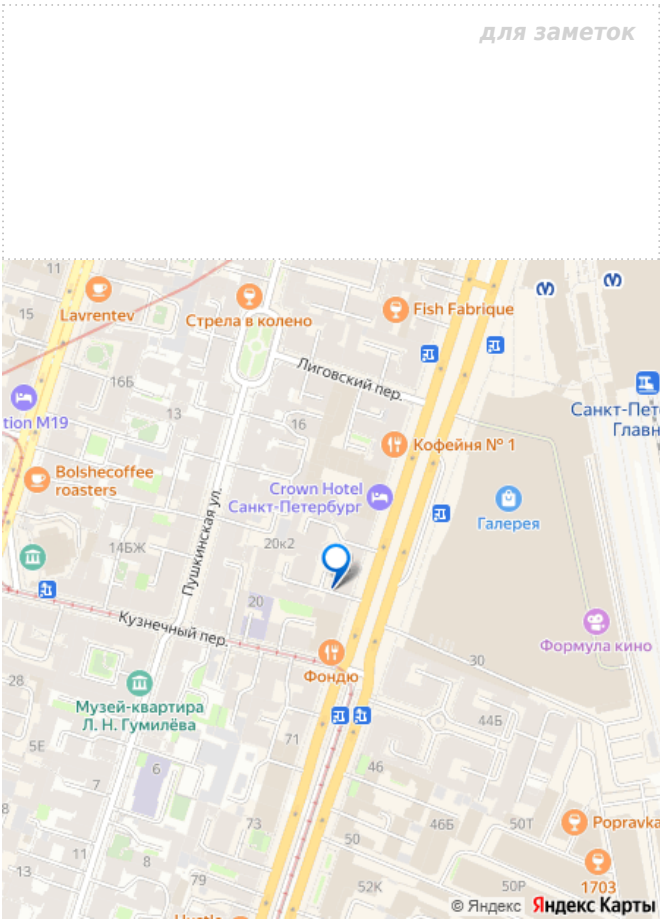 для заметок
11
Lavrentev
15
Стрела в колено
Fish Fabrique
Лиговский пер.
16Б
Санкт-Пет
Главн
tion M19
13
16
Кофейня № 1
Bolshecoffee
roasters
Crown Hotel
Санкт-Петербург
Галерея
Пушкинская ул.
14БЖ
20к2
20
Кузнечный пер.
Формула кино
30
Фондю
28
Музей-квартира
Л. Н. Гумилёва
44Б
5Е
71
6
7
46
8
73
46Б
50Т
Popravka
50
11
8
13
79
52К
50Р
1703
© Яндекс Яндекс Карты